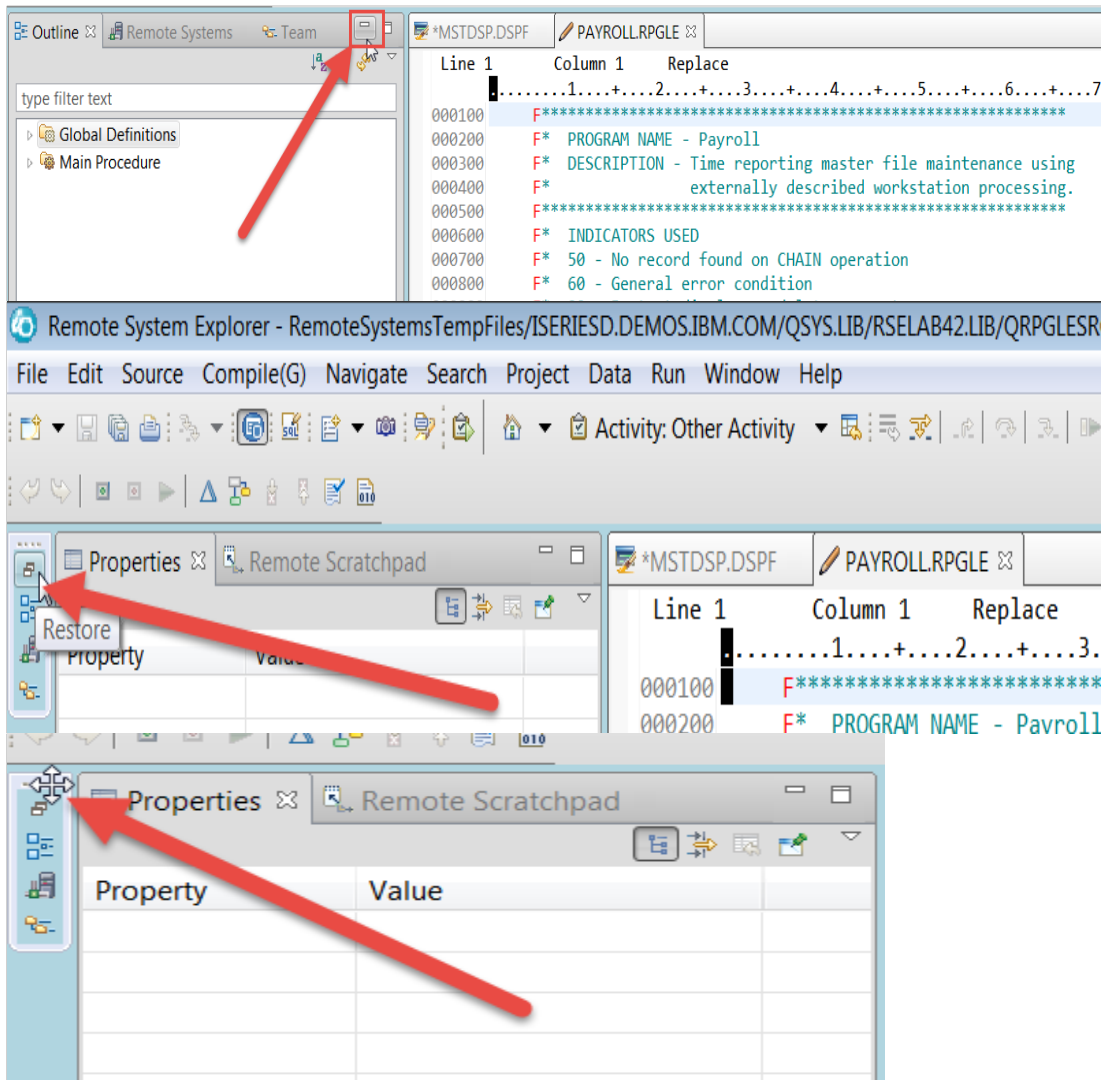 Outline Remote Systems Team
type filter text
Global Definitions
Main Procedure
*MSTDSP.DSPF PAYROLL.RPGLE
Line 1 Column 1 Replace
.........1....+....2....+....3....+....4....+....5....+....6....+....7
000100 F************************************************************
000200 F* PROGRAM NAME - Payroll
000300 F* DESCRIPTION - Time reporting master file maintenance using
000400 F* externally described workstation processing.
000500 F************************************************************
000600 F* INDICATORS USED
000700 F* 50 - No record found on CHAIN operation
000800 F* 60 - General error condition
Remote System Explorer - RemoteSystemsTempFiles/ISERIESD.DEMOS.IBM.COM/QSYS.LIB/RSELAB42.LIB/QRPGLESR
File Edit Source Compile(G) Navigate Search Project Data Run Window Help
SQL Activity: Other Activity
010
Properties Remote Scratchpad
Restore
Property Value
*MSTDSP.DSPF PAYROLL.RPGLE
Line 1 Column 1 Replace
.........1....+....2....+....3.
000100 F*************************
000200 F* PROGRAM NAME - Payroll
010
Properties Remote Scratchpad
Property Value